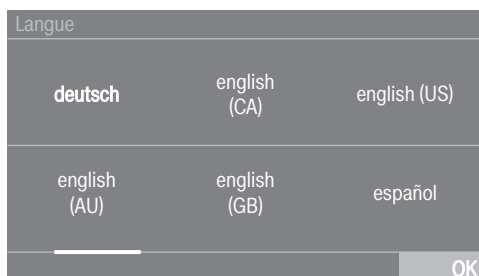 Langue
deutsch
english
(CA)
english (US)
english
(AU)
english
(GB)
español
OK